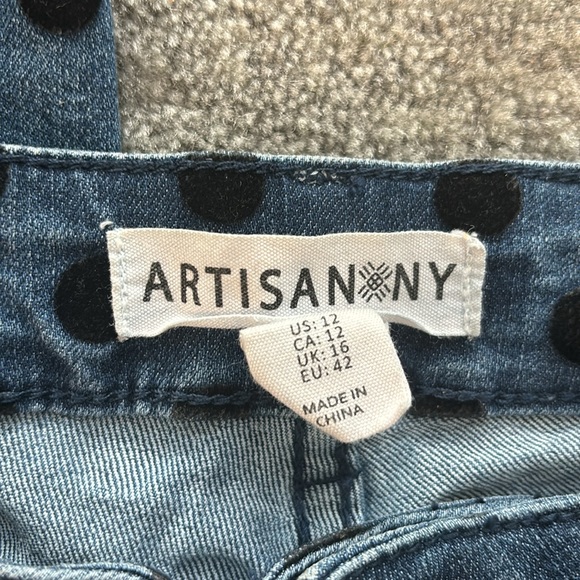 ARTISAN NY
US: 12
CA: 12
UK: 16
EU: 42
MADE IN
CHINA